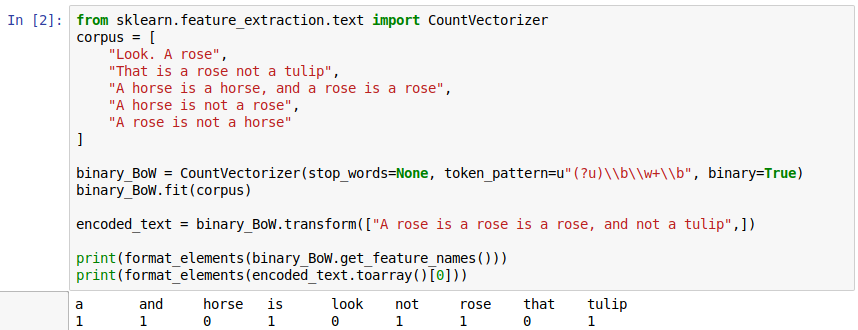 In [2]: from sklearn.feature_extraction.text import CountVectorizer
corpus = [
    "Look. A rose",
    "That is a rose not a tulip",
    "A horse is a horse, and a rose is a rose",
    "A horse is not a rose",
    "A rose is not a horse"
]
binary_BoW = CountVectorizer(stop_words=None, token_pattern=u"(?u)\\b\\w+\\b", binary=True)
binary_BoW.fit(corpus)
encoded_text = binary_BoW.transform(["A rose is a rose is a rose, and not a tulip",])
print(format_elements(binary_BoW.get_feature_names()))
print(format_elements(encoded_text.toarray()[0]))
a and horse is look not rose that tulip
1 1 0 1 0 1 1 0 1